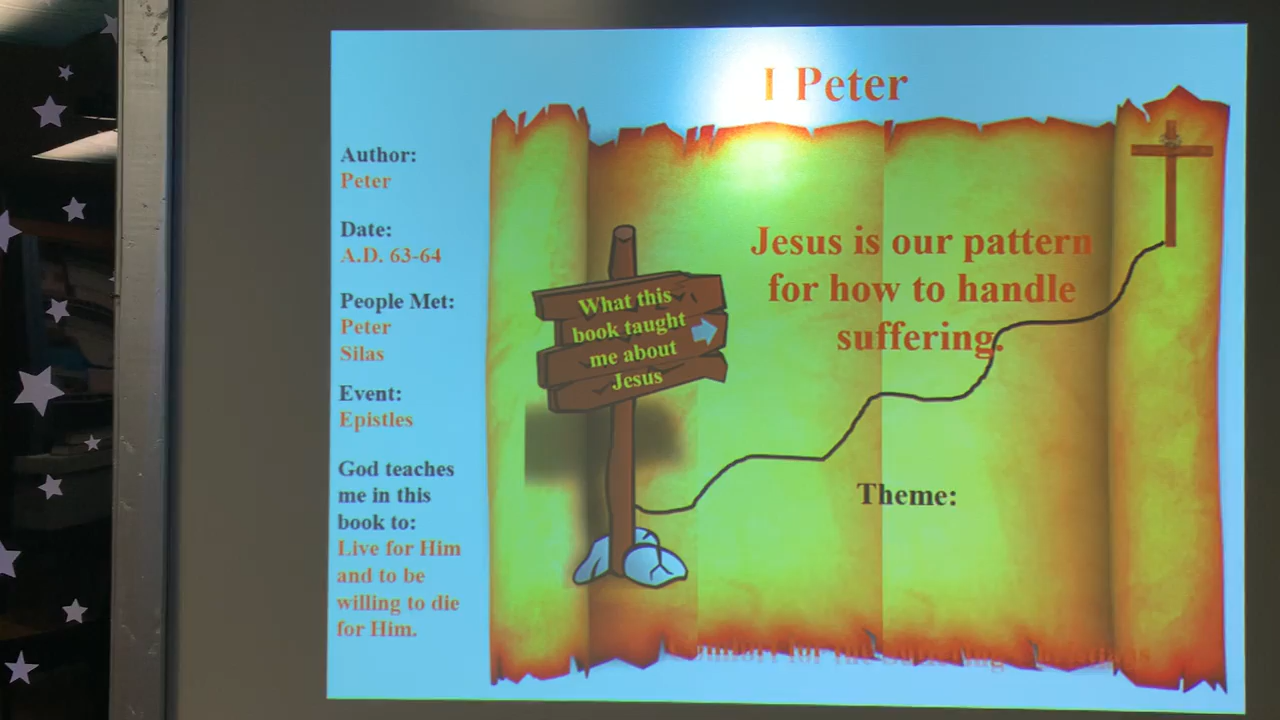 I Peter
Author:
Peter
Date:
A.D. 63-64
People Met:
Peter
Silas
Event:
Epistles
God teaches
me in this
book to:
Live for Him
and to be
willing to die
for Him.
What this
book taught
me about
Jesus
Jesus is our pattern
for how to handle
suffering.
Theme:
for the